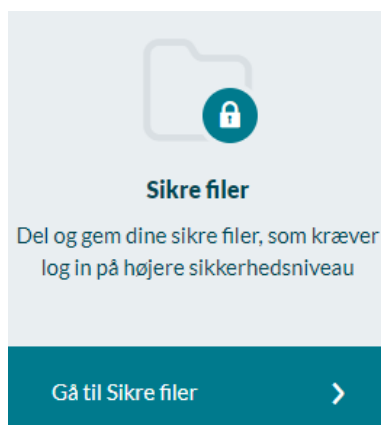 Sikre filer
Del og gem dine sikre filer, som kræver
log in på højere sikkerhedsniveau
Gå til Sikre filer